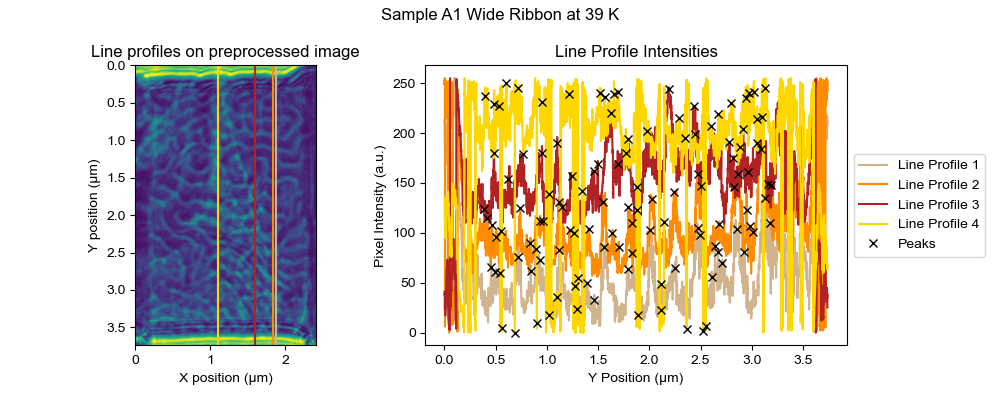 Sample A1 Wide Ribbon at 39 K
Line profiles on preprocessed image
0.0
0.5
1.0
1.5
2.0
2.5
3.0
3.5
Y position (μm)
0
1
2
X position (μm)
Line Profile Intensities
250
200
150
100
50
0
Pixel Intensity (a.u.)
0.0
0.5
1.0
1.5
2.0
2.5
3.0
3.5
Y Position (μm)
Line Profile 1
Line Profile 2
Line Profile 3
Line Profile 4
Peaks